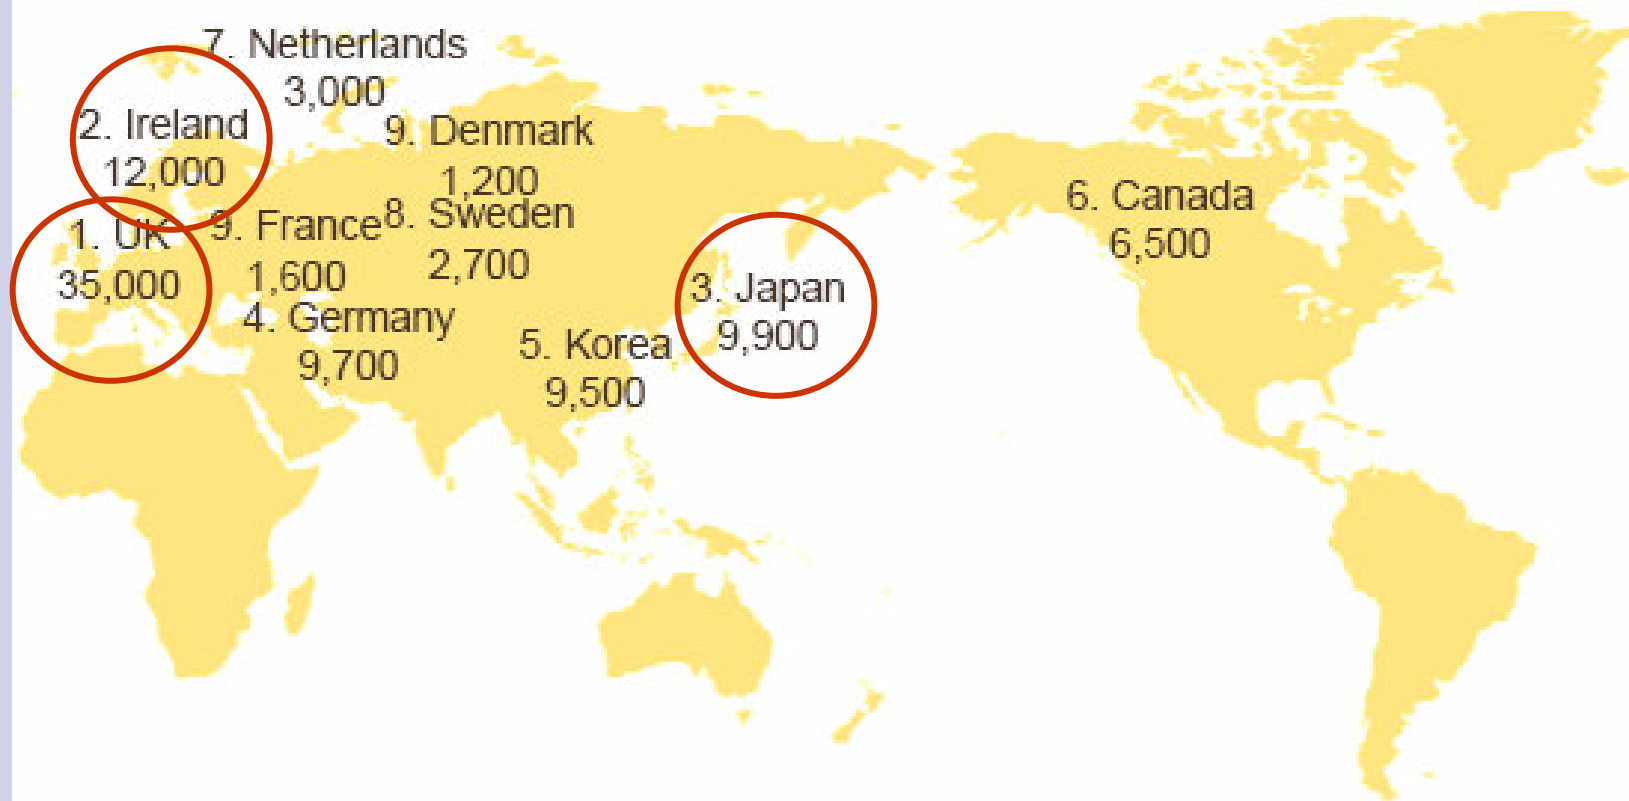 7. Netherlands
3,000
2. Ireland
12,000
9. Denmark
1,200
1. UK
35,000
9. France
1,600
8. Sweden
2,700
4. Germany
9,700
5. Korea
9,500
3. Japan
9,900
6. Canada
6,500